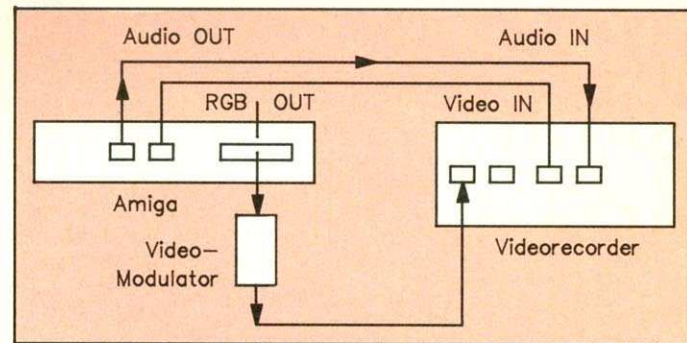 Audio OUT
Audio IN
RGB OUT
Video IN
Amiga
Videorecorder
Video-
Modulator